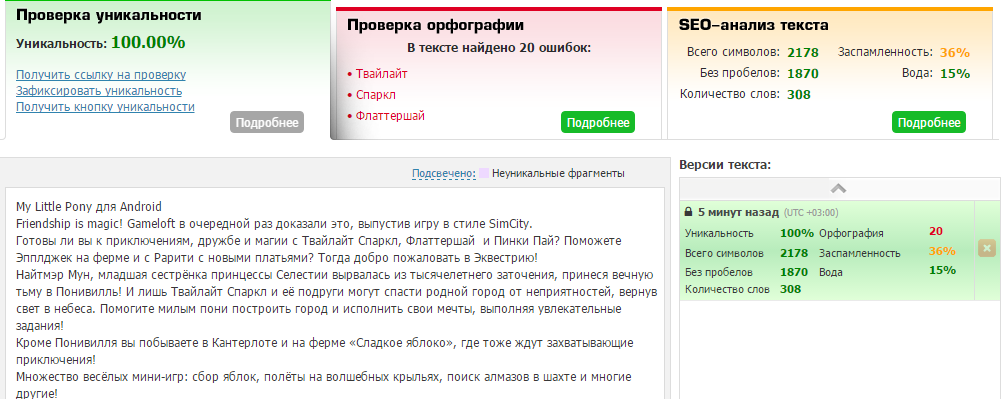 Проверка уникальности
Уникальность: 100.00%
Получить ссылку на проверку
Зафиксировать уникальность
Получить кнопку уникальности
Подробнее
Проверка орфографии
В тексте найдено 20 ошибок:
• Твайлайт
• Спаркл
• Флаттершай
Подробнее
SEO-анализ текста
Всего символов: 2178 Заспамленность: 36%
Без пробелов: 1870 Вода: 15%
Количество слов: 308
Подробнее
Подсвечено: Неуникальные фрагменты
My Little Pony для Android
Friendship is magic! Gameloft в очередной раз доказали это, выпустив игру в стиле SimCity.
Готовы ли вы к приключениям, дружбе и магии с Твайлайт Спаркл, Флаттершай и Пинки Пай? Поможете
Эпплджек на ферме и с Рарити с новыми платьями? Тогда добро пожаловать в Эквестрию!
Найтмэр Мун, младшая сестрёнка принцессы Селестии вырвалась из тысячелетнего заточения, принеся вечную
тьму в Понивилль! И лишь Твайлайт Спаркл и её подруги могут спасти родной город от неприятностей, вернув
свет в небеса. Помогите милым пони построить город и исполнить свои мечты, выполняя увлекательные
задания!
Кроме Понивилля вы побываете в Кантерлоте и на ферме «Сладкое яблоко», где тоже ждут захватывающие
приключения!
Множество весёлых мини-игр: сбор яблок, полёты на волшебных крыльях, поиск алмазов в шахте и многие
другие!
Версии текста:
5 минут назад (UTC +03:00)
Уникальность 100% Орфография 20
Всего символов 2178 Заспамленность 36%
Без пробелов 1870 Вода 15%
Количество слов 308